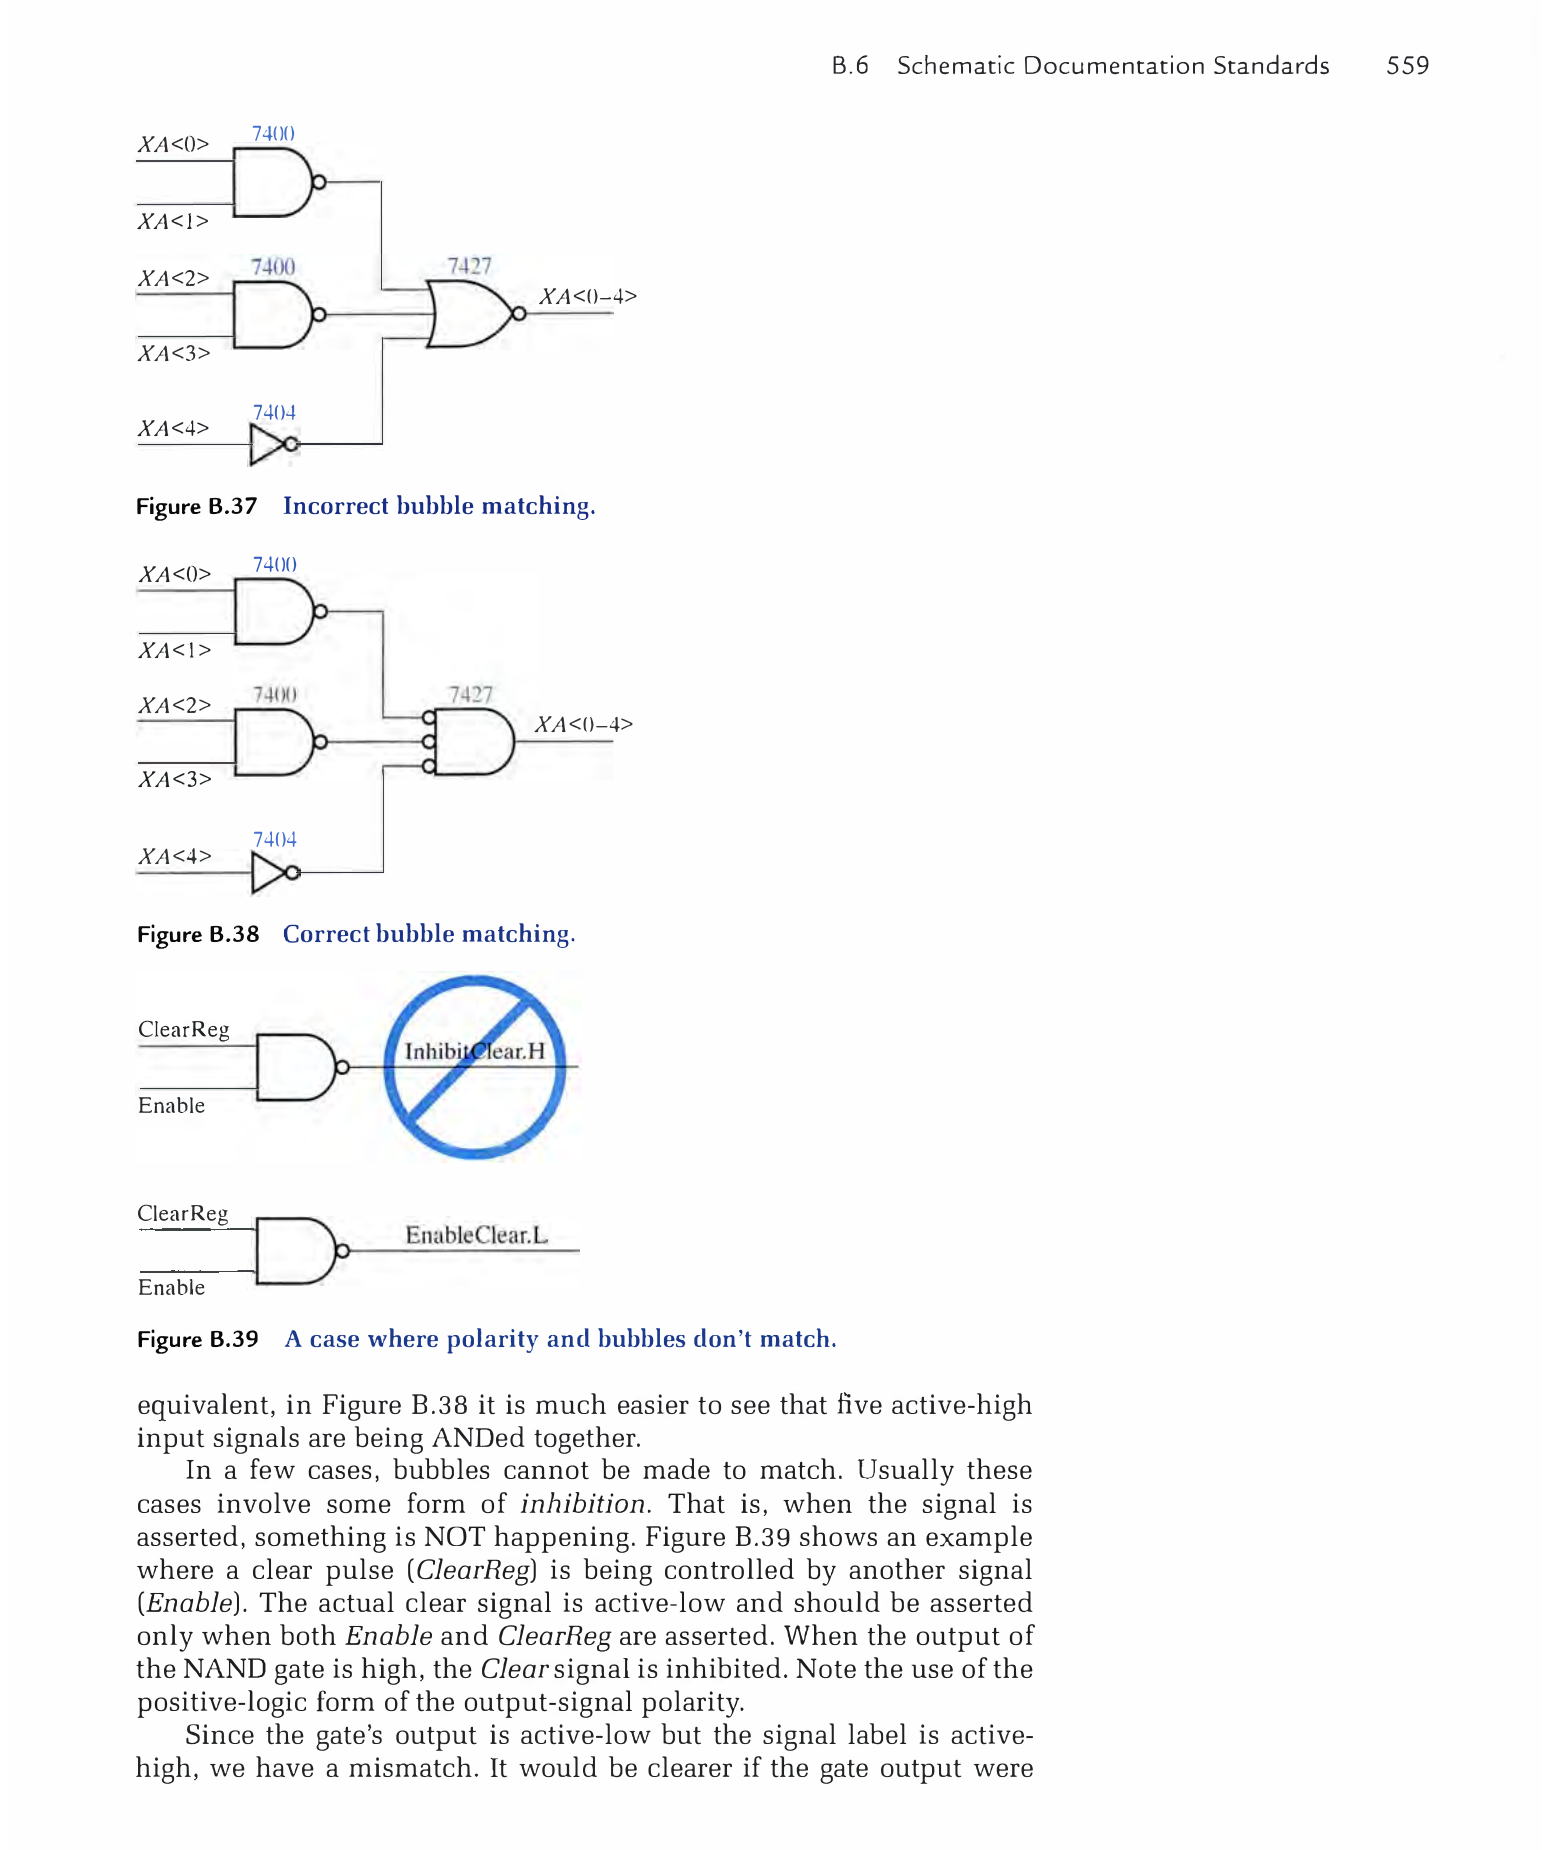 B.6 Schematic Documentation Standards 559
XA<0>
7400
XA<1>
XA<2>
7400
7427
XA<0–4>
XA<3>
7404
XA<4>
Figure B.37 Incorrect bubble matching.
XA<0>
7400
XA<1>
XA<2>
7400
7427
XA<0–4>
XA<3>
7404
XA<4>
Figure B.38 Correct bubble matching.
ClearReg
InhibitClear.H
Enable
ClearReg
EnableClear.L
Enable
Figure B.39 A case where polarity and bubbles don't match.
equivalent, in Figure B.38 it is much easier to see that five active-high
input signals are being ANDed together.
In a few cases, bubbles cannot be made to match. Usually these
cases involve some form of inhibition. That is, when the signal is
asserted, something is NOT happening. Figure B.39 shows an example
where a clear pulse (ClearReg) is being controlled by another signal
(Enable). The actual clear signal is active-low and should be asserted
only when both Enable and ClearReg are asserted. When the output of
the NAND gate is high, the Clear signal is inhibited. Note the use of the
positive-logic form of the output-signal polarity.
Since the gate's output is active-low but the signal label is active-
high, we have a mismatch. It would be clearer if the gate output were